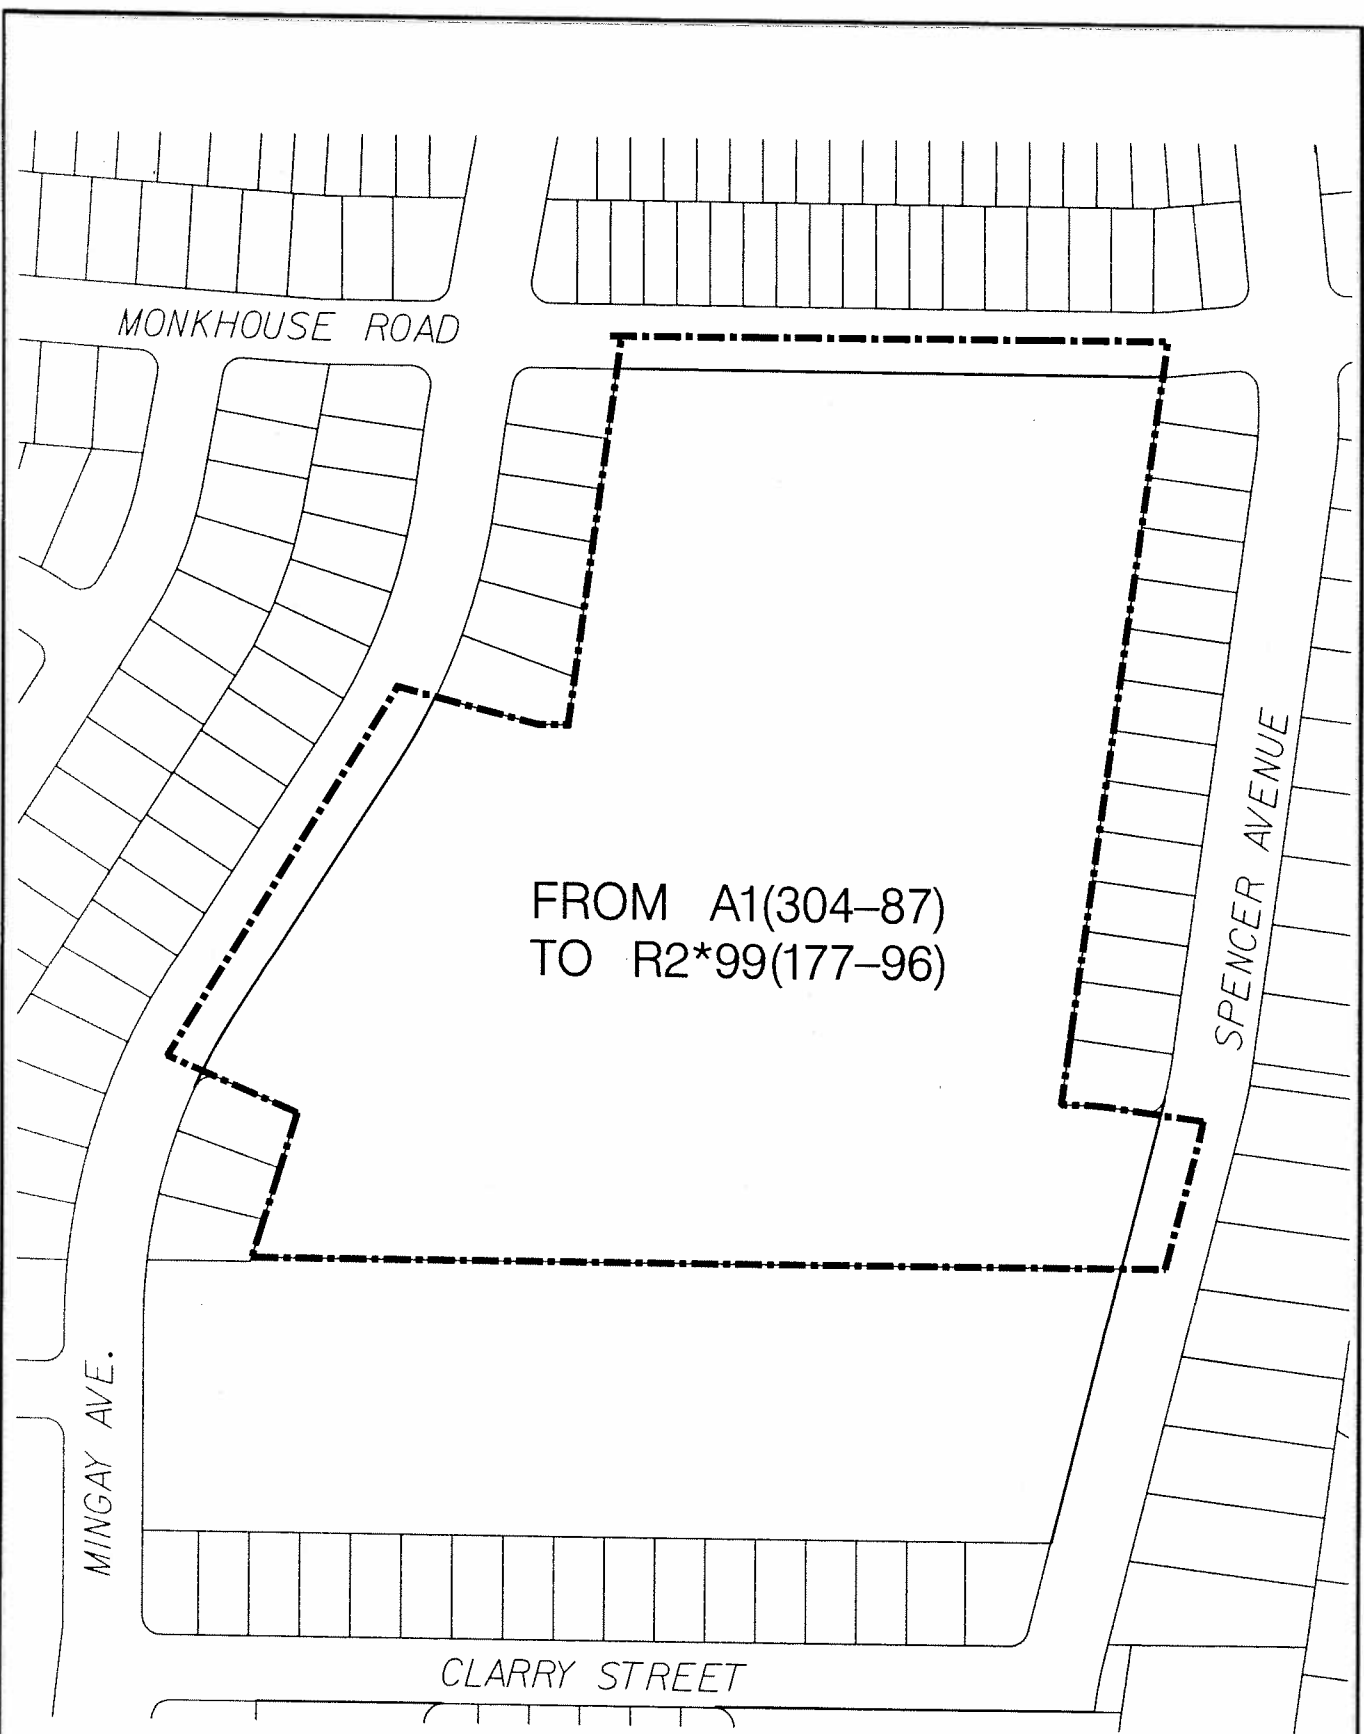 MONKHOUSE ROAD
FROM A1(304-87)
TO R2*99(177-96)
SPENCER AVENUE
MINGAY AVE.
CLARRY STREET